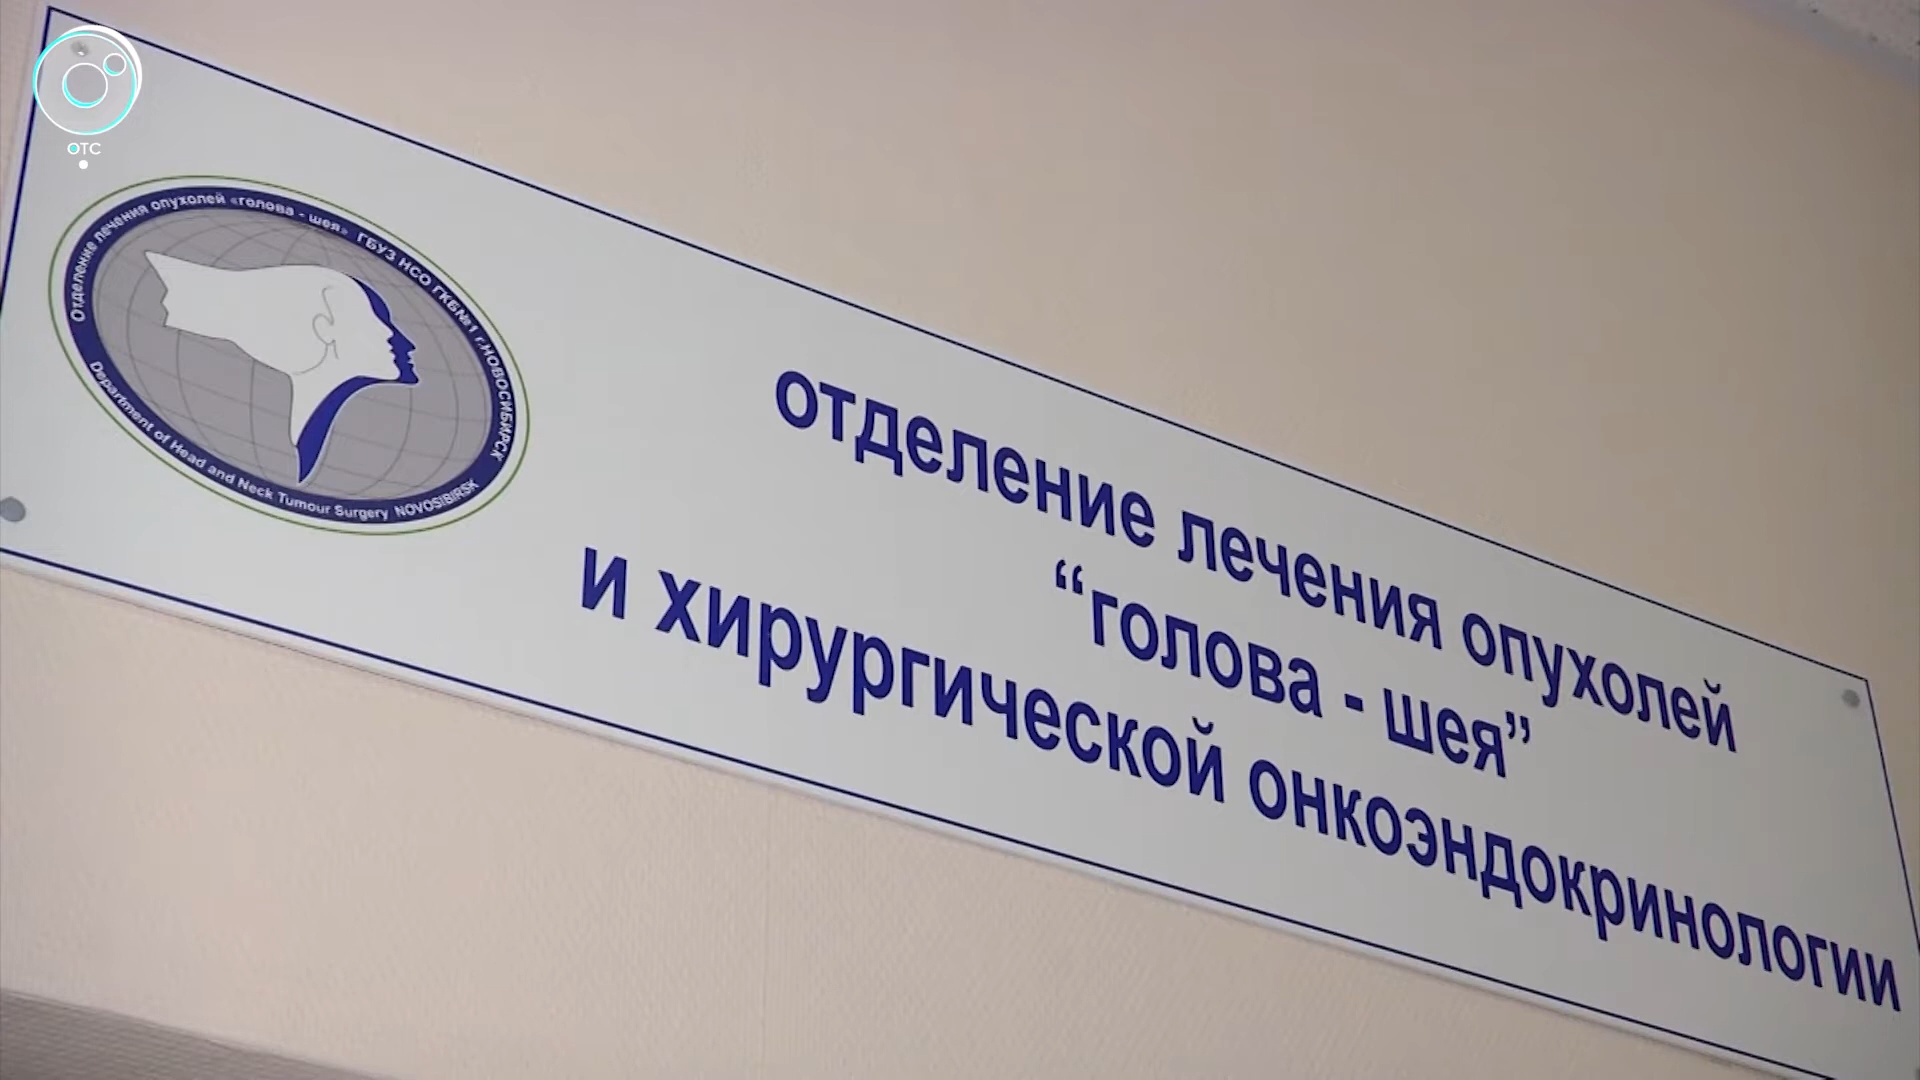 ОТС
Отделение лечения опухолей «голова - шея» ГБУЗ НСО ГКБ№1 г.НОВОСИБИРСК
Department of Head and Neck Tumour Surgery NOVOSIBIRSK
отделение лечения опухолей
“голова - шея”
и хирургической онкоэндокринологии